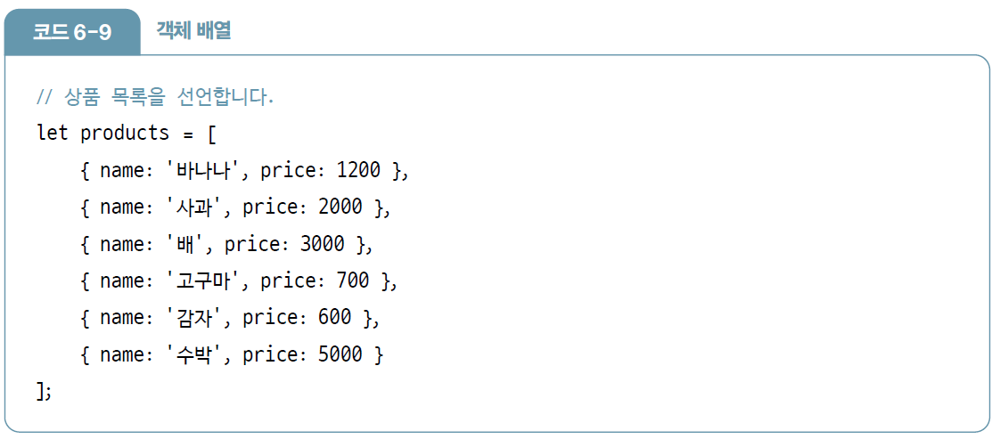 코드 6-9 객체 배열
// 상품 목록을 선언합니다.
let products = [
    { name: '바나나', price: 1200 },
    { name: '사과', price: 2000 },
    { name: '배', price: 3000 },
    { name: '고구마', price: 700 },
    { name: '감자', price: 600 },
    { name: '수박', price: 5000 }
];